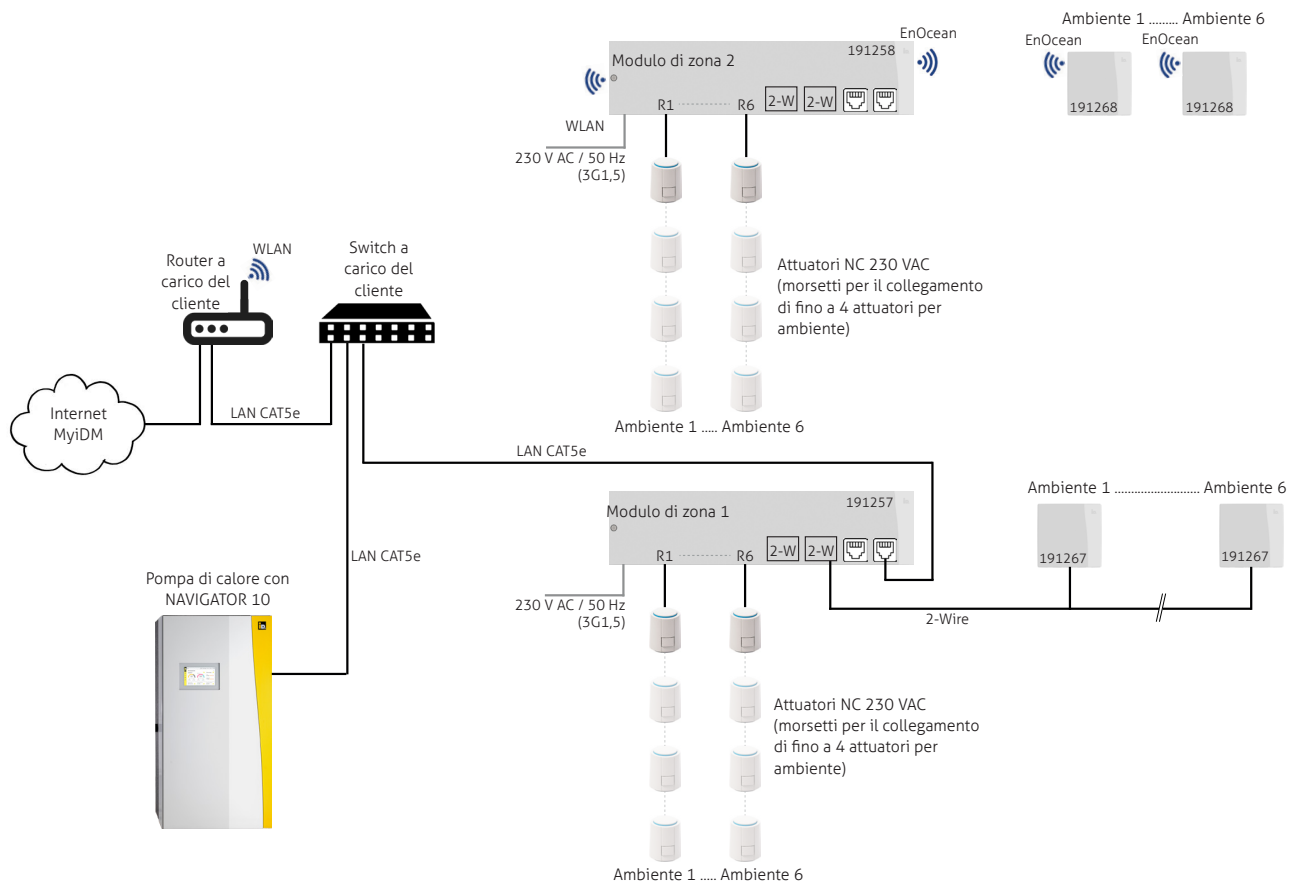 Ambiente 1 ......... Ambiente 6
EnOcean
EnOcean
EnOcean
191258
Modulo di zona 2
191268
191268
R1
R6
2-W
2-W
WLAN
230 V AC / 50 Hz
(3G1,5)
Attuatori NC 230 VAC
(morsetti per il collegamento
di fino a 4 attuatori per
ambiente)
Ambiente 1 ..... Ambiente 6
Router a
carico del
cliente
WLAN
Switch a
carico del
cliente
Internet
MyiDM
LAN CAT5e
LAN CAT5e
LAN CAT5e
Pompa di calore con
NAVIGATOR 10
191257
Modulo di zona 1
R1
R6
2-W
2-W
230 V AC / 50 Hz
(3G1,5)
2-Wire
Ambiente 1 ........................... Ambiente 6
191267
191267
Attuatori NC 230 VAC
(morsetti per il collegamento
di fino a 4 attuatori per
ambiente)
Ambiente 1 ..... Ambiente 6